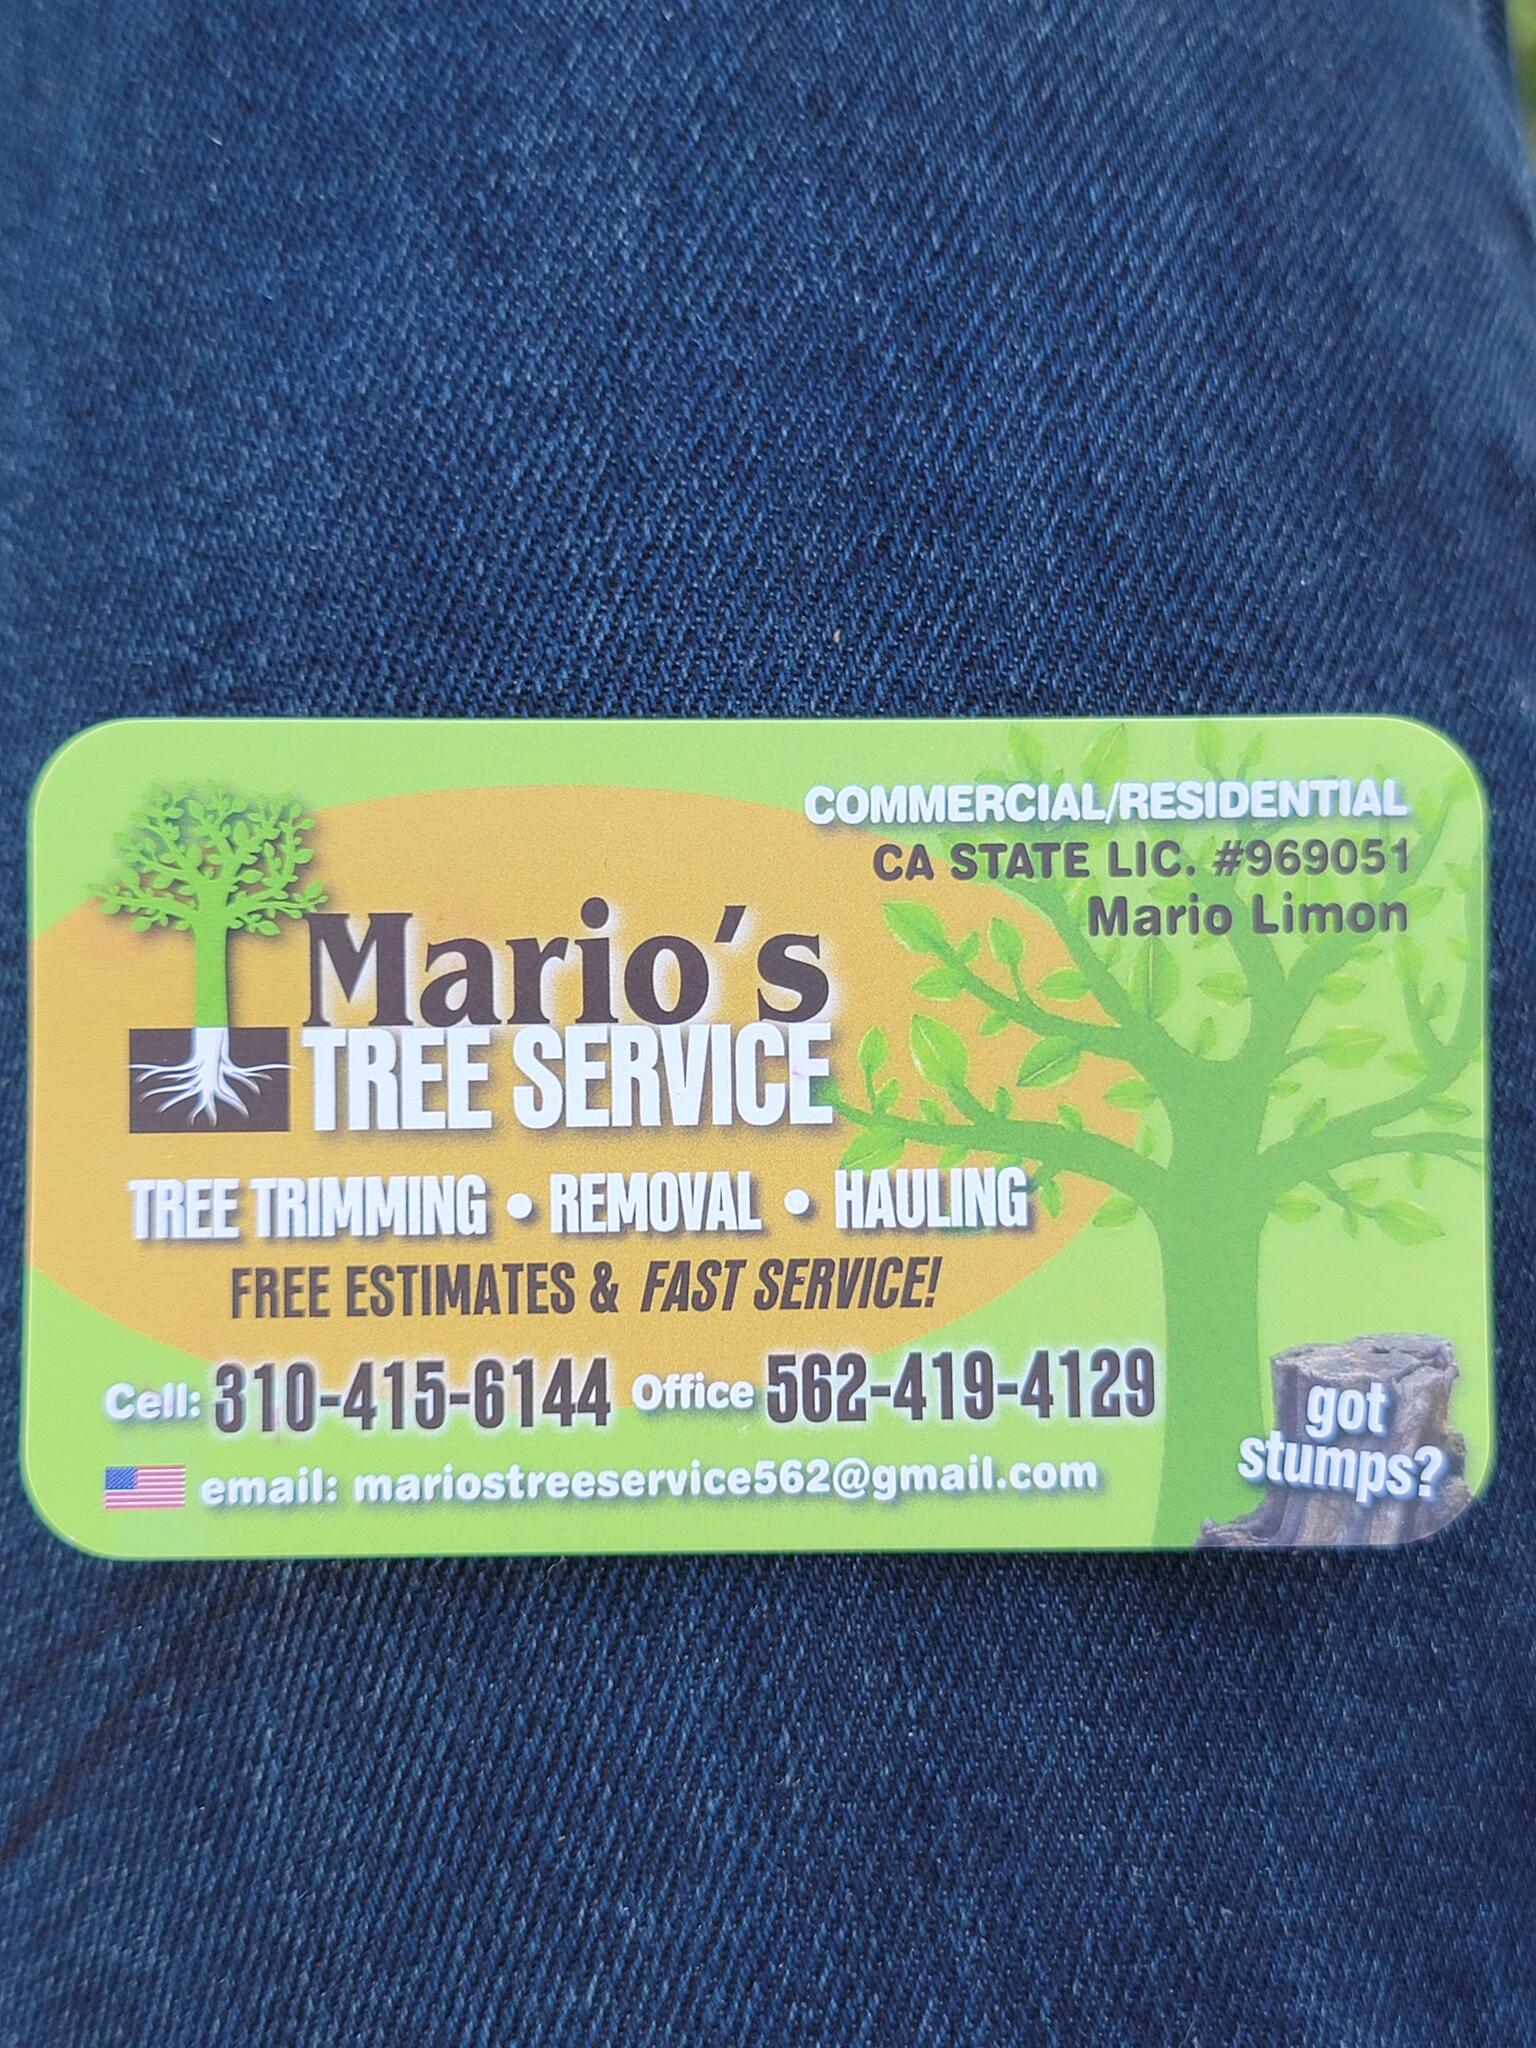 COMMERCIAL/RESIDENTIAL
CA STATE LIC. #969051
Mario Limon
Mario's
TREE SERVICE
TREE TRIMMING • REMOVAL • HAULING
FREE ESTIMATES & FAST SERVICE!
Cell: 310-415-6144 Office 562-419-4129
email: mariostreeservice562@gmail.com
got
stumps?